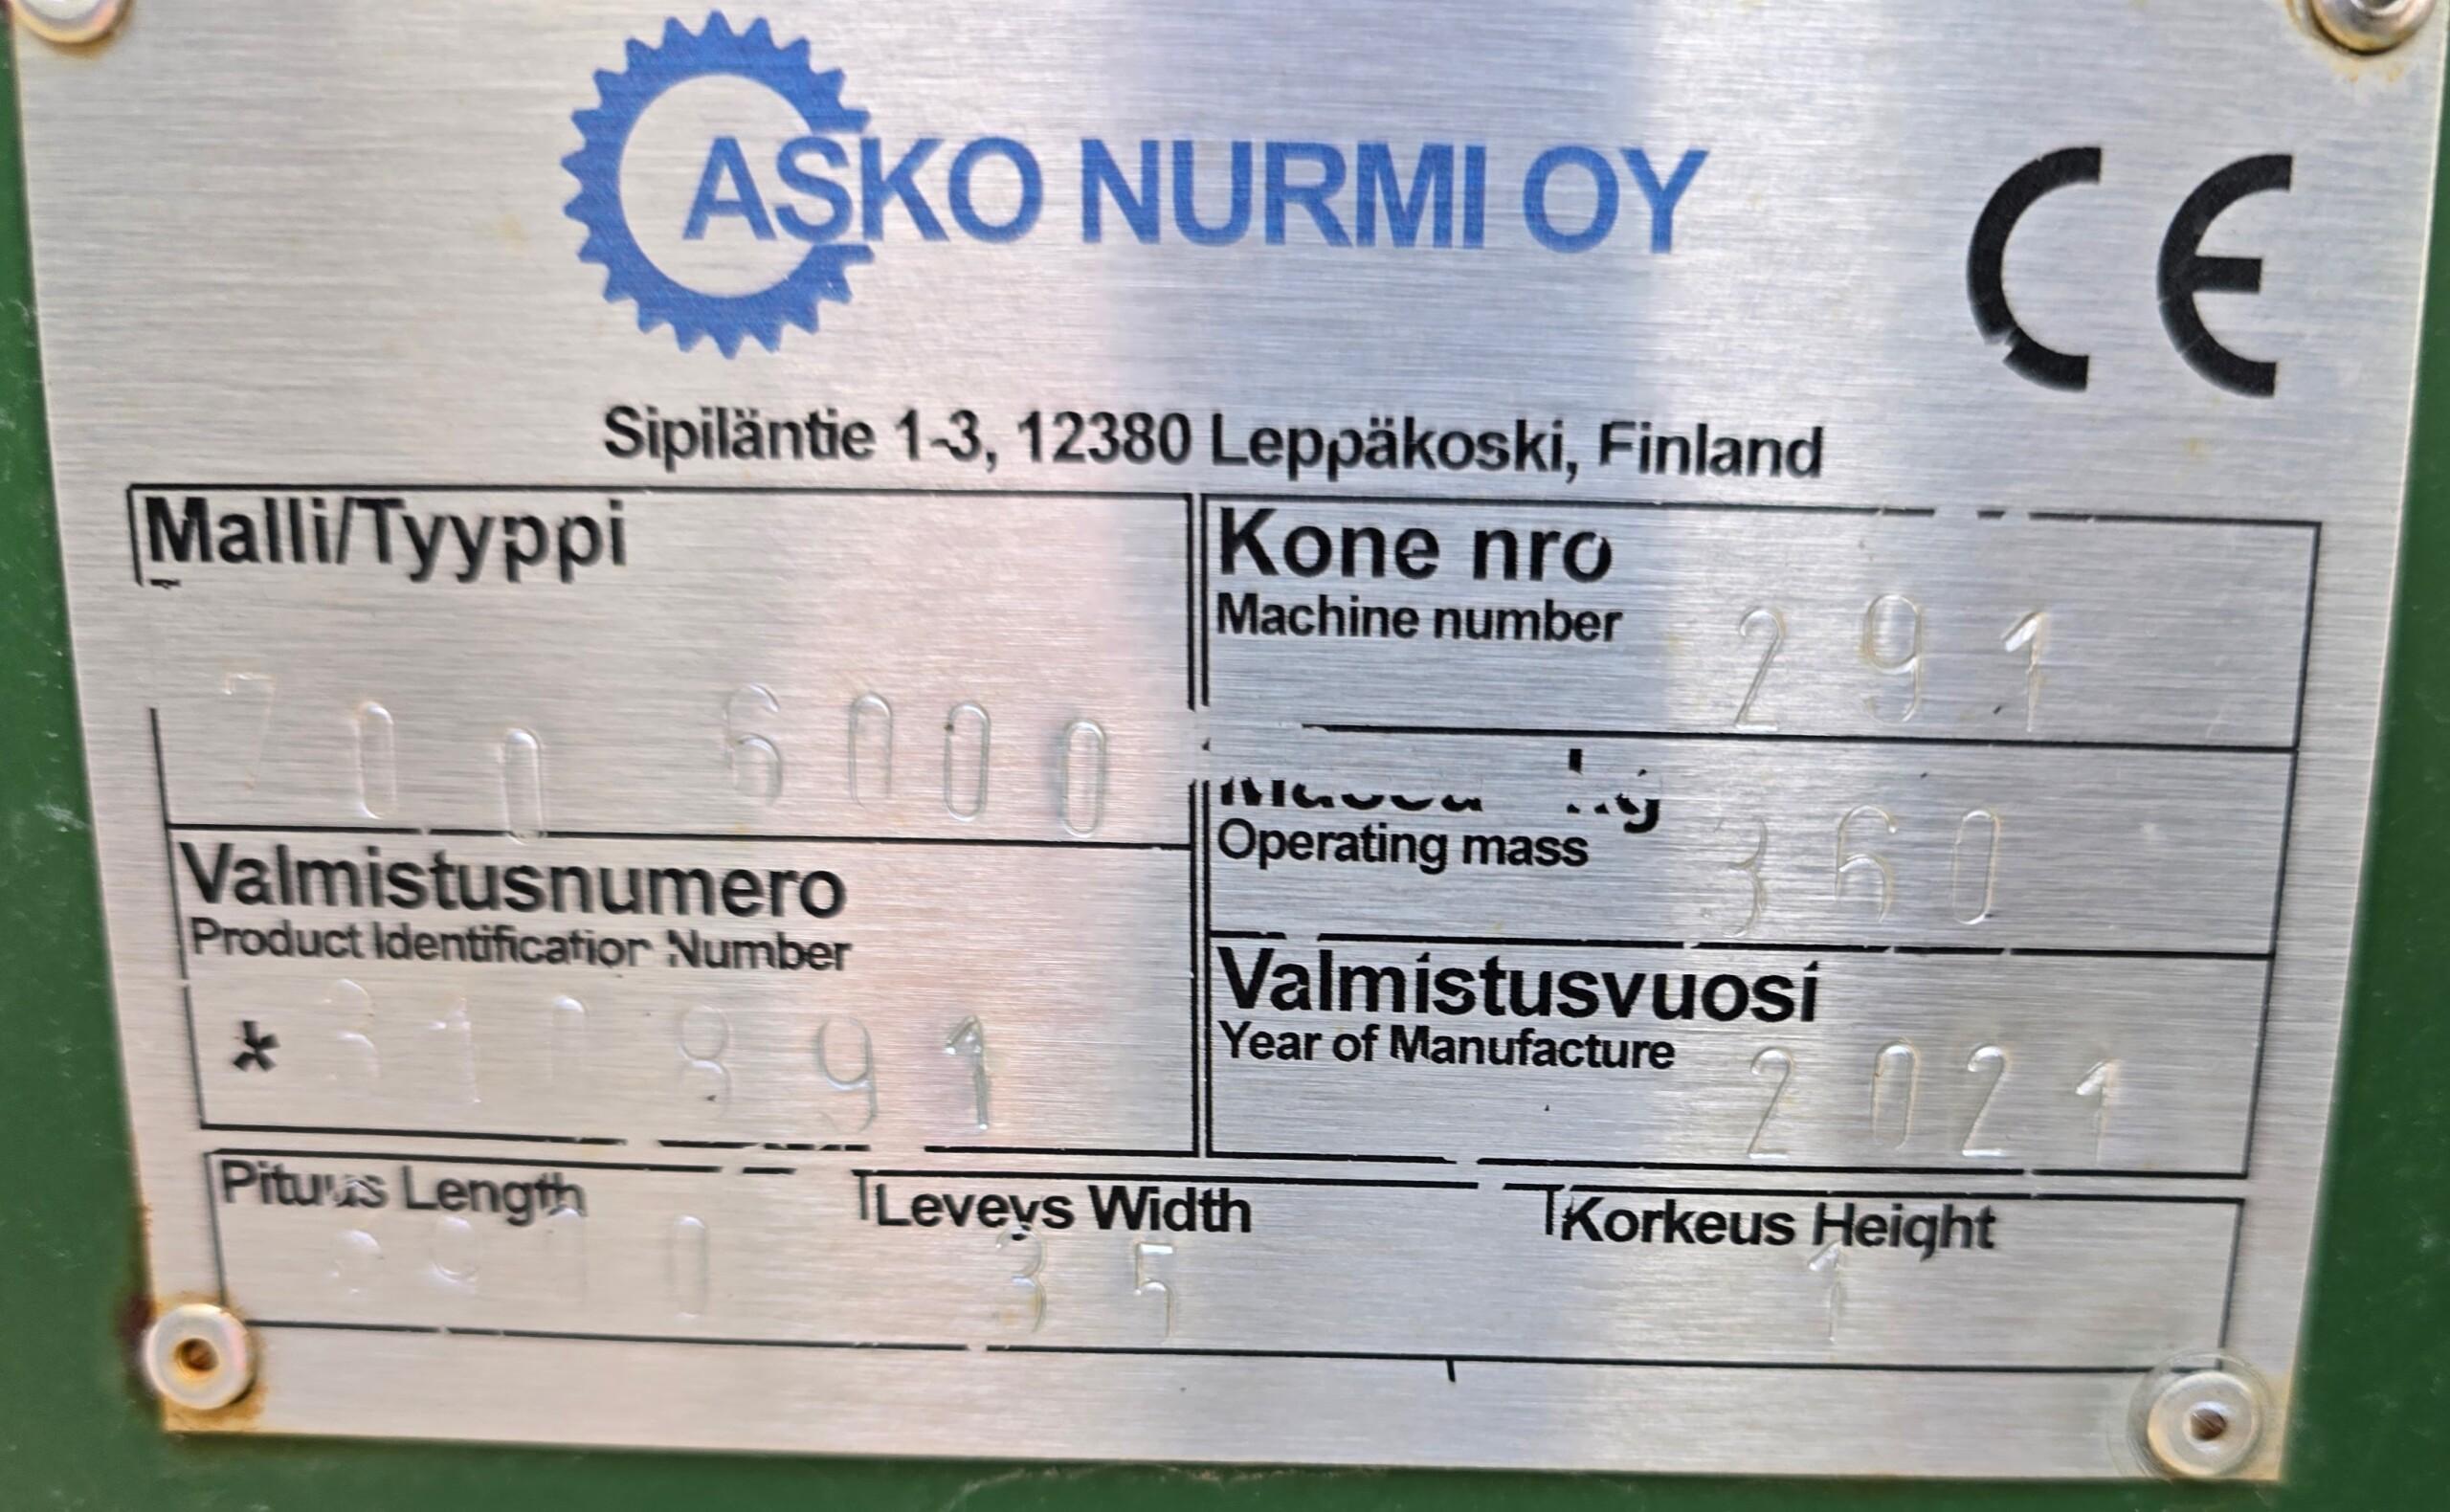 ASKO NURMI OY
CE
Sipiläntie 1-3, 12380 Leppäkoski, Finland
Malli/Tyyppi
700 6000
Kone nro
Machine number 291
Operating mass 360
Valmistusnumero
Product Identification Number
* 310891
Valmistusvuosi
Year of Manufacture 2021
Pituus Length
Leveys Width
35
Korkeus Height
1